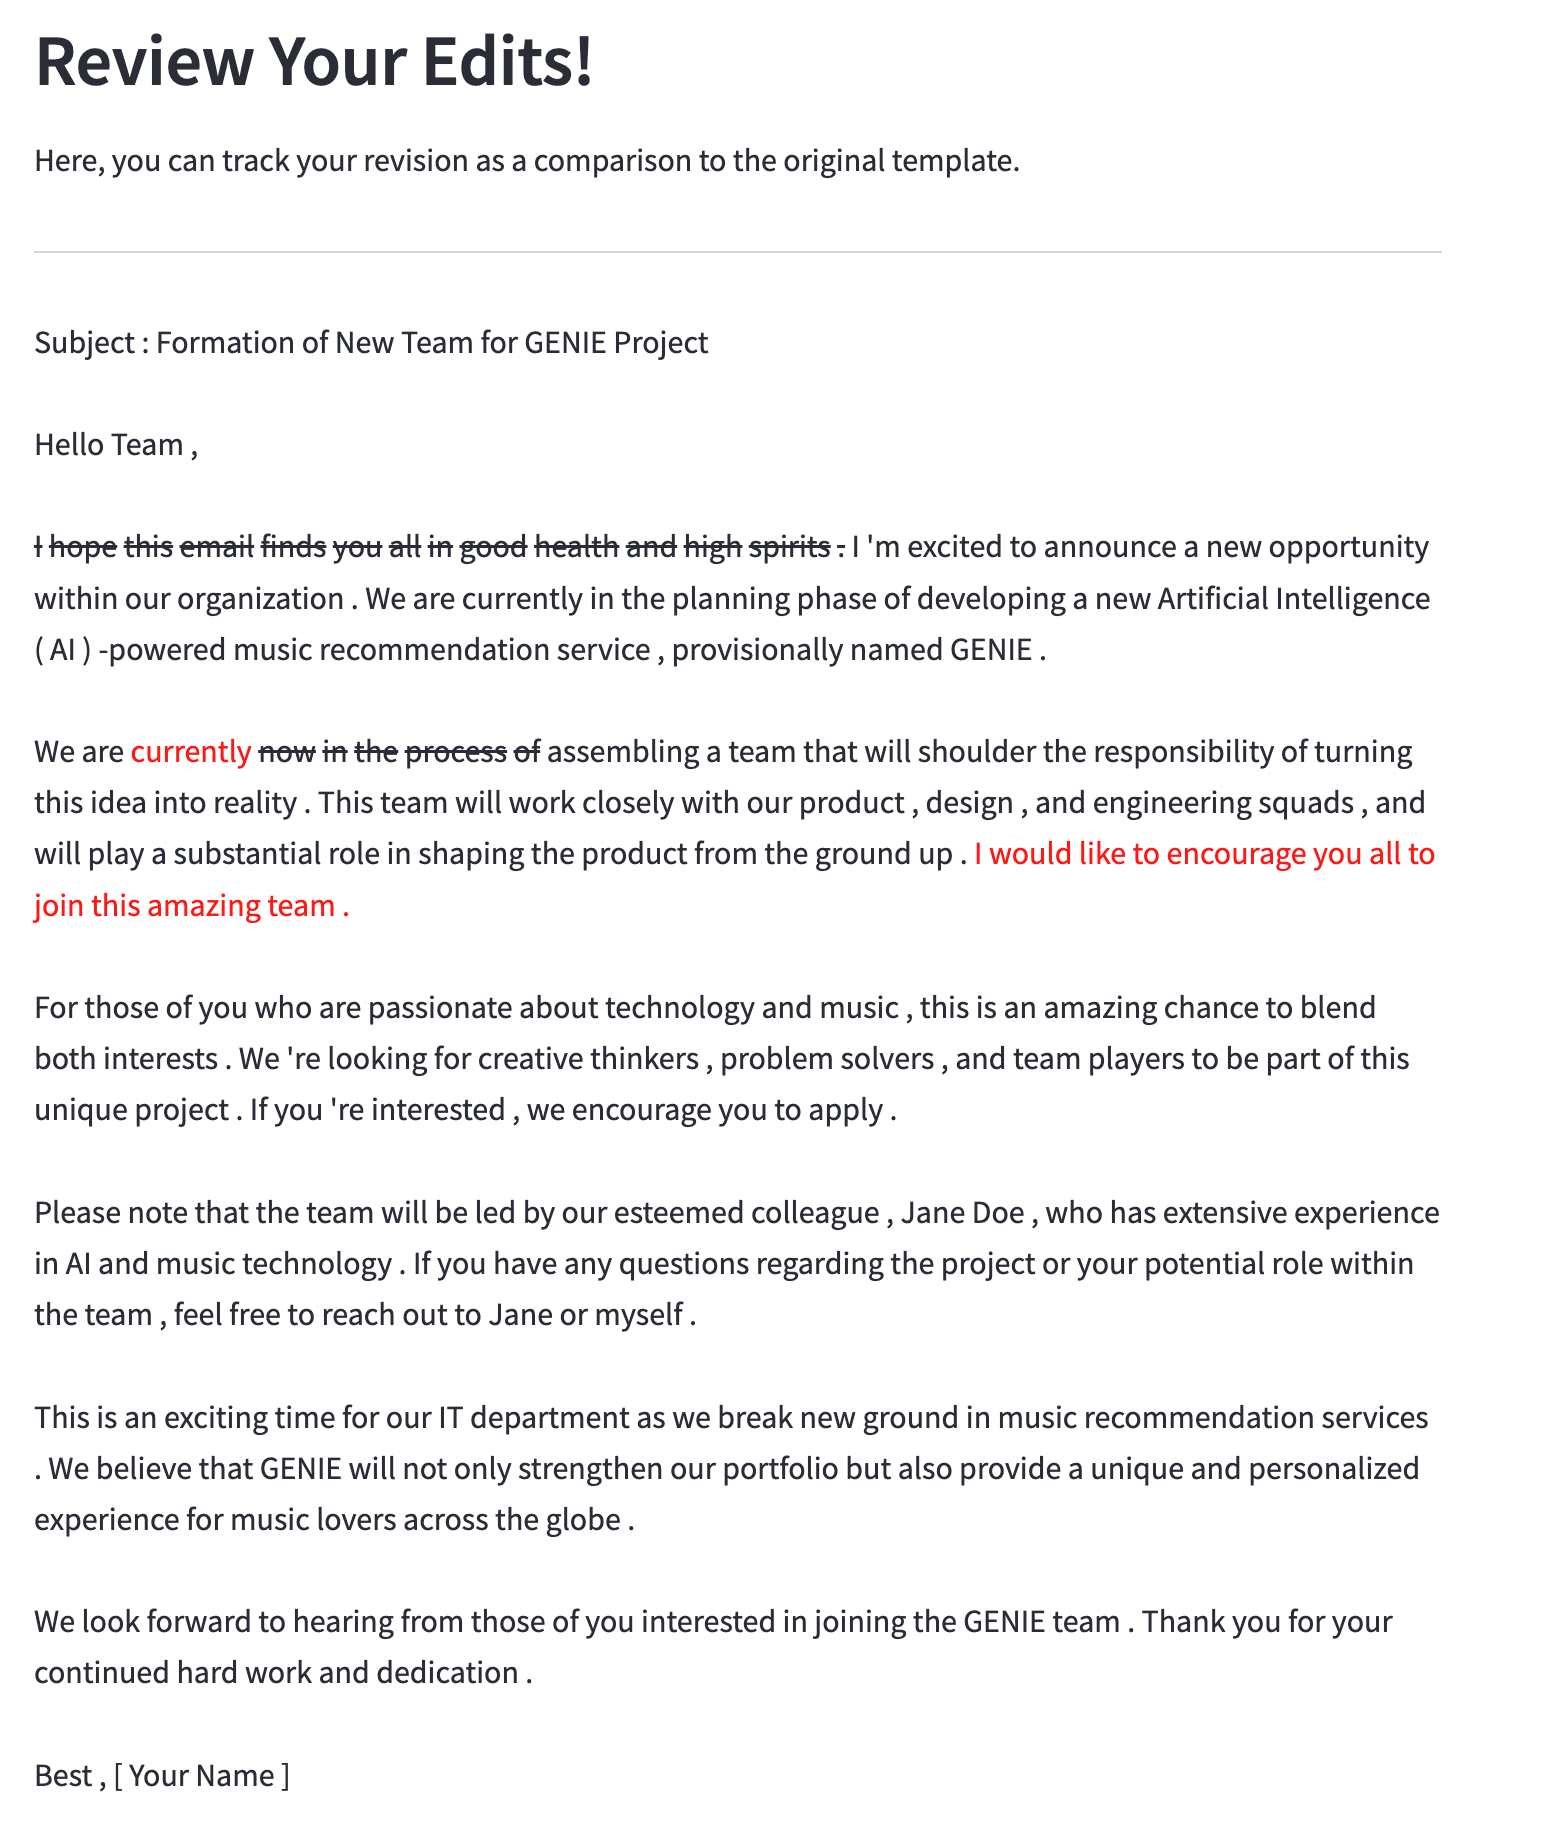 Review Your Edits!
Here, you can track your revision as a comparison to the original template.
Subject : Formation of New Team for GENIE Project
Hello Team ,
I hope this email finds you all in good health and high spirits . I 'm excited to announce a new opportunity
within our organization . We are currently in the planning phase of developing a new Artificial Intelligence
( AI ) -powered music recommendation service , provisionally named GENIE .
We are currently now in the process of assembling a team that will shoulder the responsibility of turning
this idea into reality . This team will work closely with our product , design , and engineering squads , and
will play a substantial role in shaping the product from the ground up . I would like to encourage you all to
join this amazing team .
For those of you who are passionate about technology and music , this is an amazing chance to blend
both interests . We 're looking for creative thinkers , problem solvers , and team players to be part of this
unique project . If you 're interested , we encourage you to apply .
Please note that the team will be led by our esteemed colleague , Jane Doe , who has extensive experience
in AI and music technology . If you have any questions regarding the project or your potential role within
the team , feel free to reach out to Jane or myself .
This is an exciting time for our IT department as we break new ground in music recommendation services
. We believe that GENIE will not only strengthen our portfolio but also provide a unique and personalized
experience for music lovers across the globe .
We look forward to hearing from those of you interested in joining the GENIE team . Thank you for your
continued hard work and dedication .
Best , [ Your Name ]